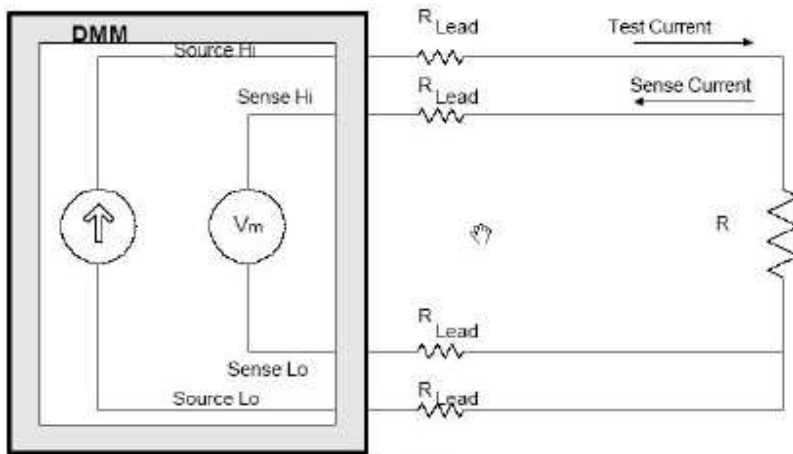 DMM
Source Hi
Sense Hi
Vm
Sense Lo
Source Lo
R Lead
Test Current
R Lead
Sense Current
R
R Lead
R Lead